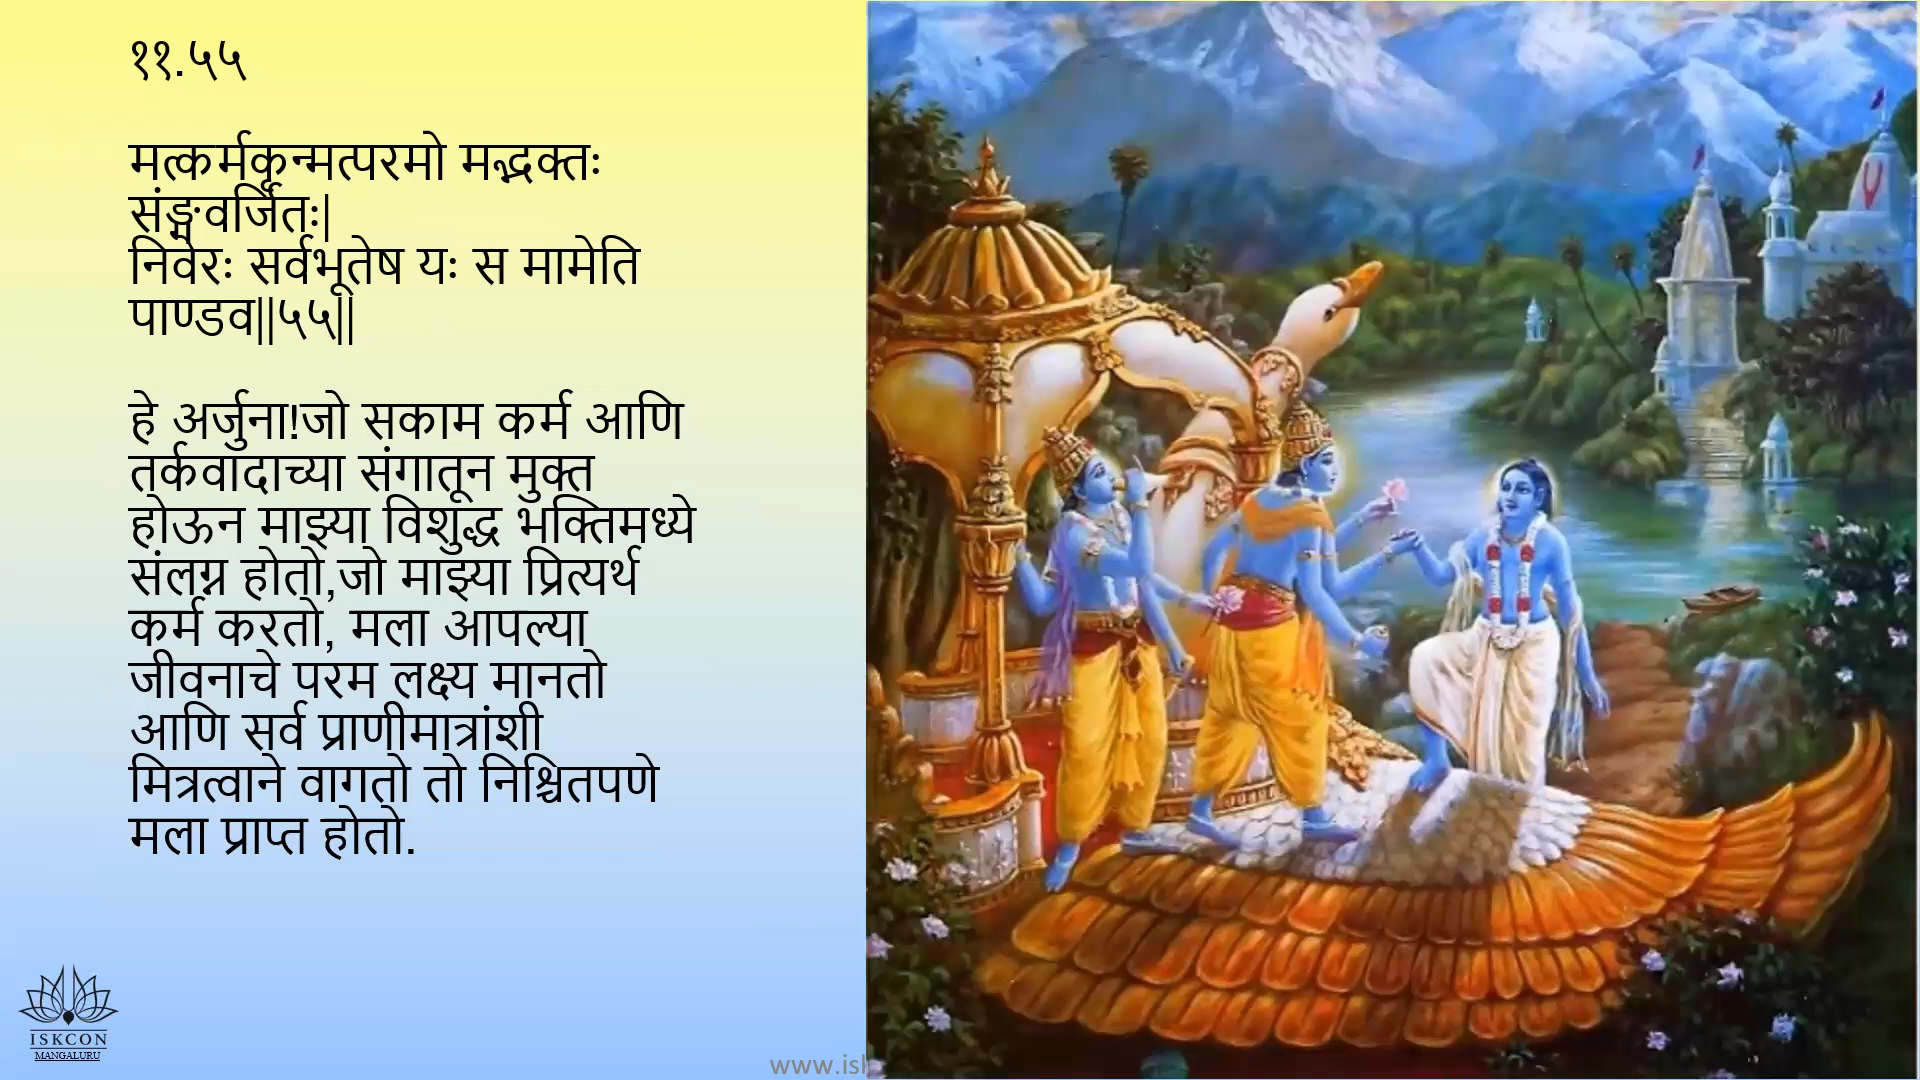 ११.५५
मत्कर्मकृन्मत्परमो मद्भक्तः
संङ्गवर्जितः|
निर्वैरः सर्वभूतेष यः स मामेति
पाण्डव||५५||
हे अर्जुना!जो सकाम कर्म आणि
तर्कवादाच्या संगातून मुक्त
होऊन माझ्या विशुद्ध भक्तिमध्ये
संलग्न होतो,जो माझ्या प्रित्यर्थ
कर्म करतो, मला आपल्या
जीवनाचे परम लक्ष्य मानतो
आणि सर्व प्राणीमात्रांशी
मित्रत्वाने वागतो तो निश्चितपणे
मला प्राप्त होतो.
ISKCON
MANGALURU
www.isk